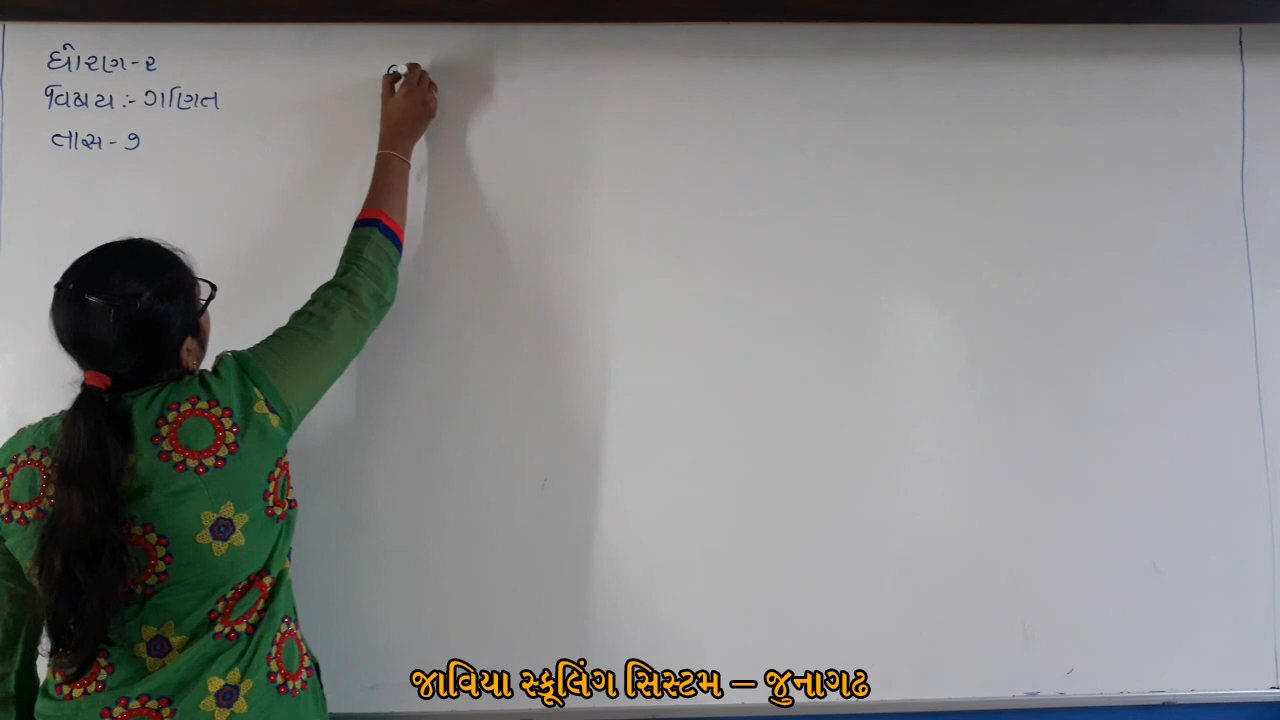 ધોરણ - ૨
વિષય :- ગણિત
તાસ - ૭
જાવિયા સ્કૂલિંગ સિસ્ટમ – જુનાગઢ